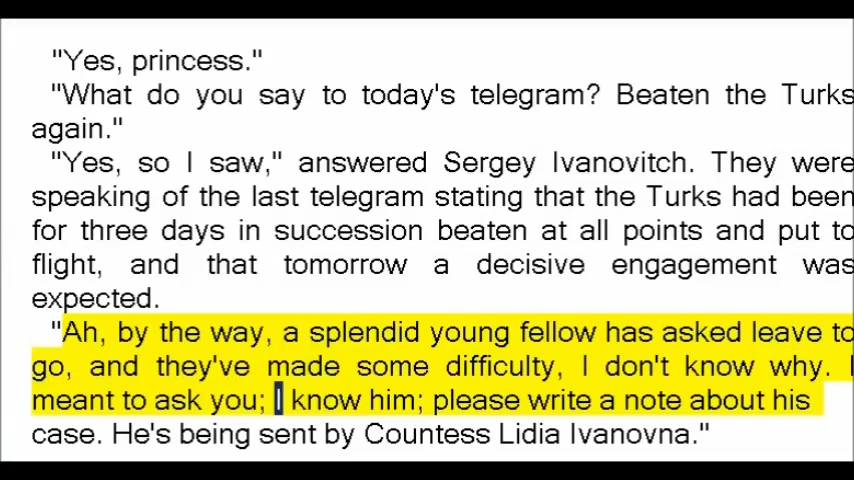 "Yes, princess."
"What do you say to today's telegram? Beaten the Turks
again."
"Yes, so I saw," answered Sergey Ivanovitch. They were
speaking of the last telegram stating that the Turks had been
for three days in succession beaten at all points and put to
flight, and that tomorrow a decisive engagement was
expected.
"Ah, by the way, a splendid young fellow has asked leave to
go, and they've made some difficulty, I don't know why. I
meant to ask you; I know him; please write a note about his
case. He's being sent by Countess Lidia Ivanovna."